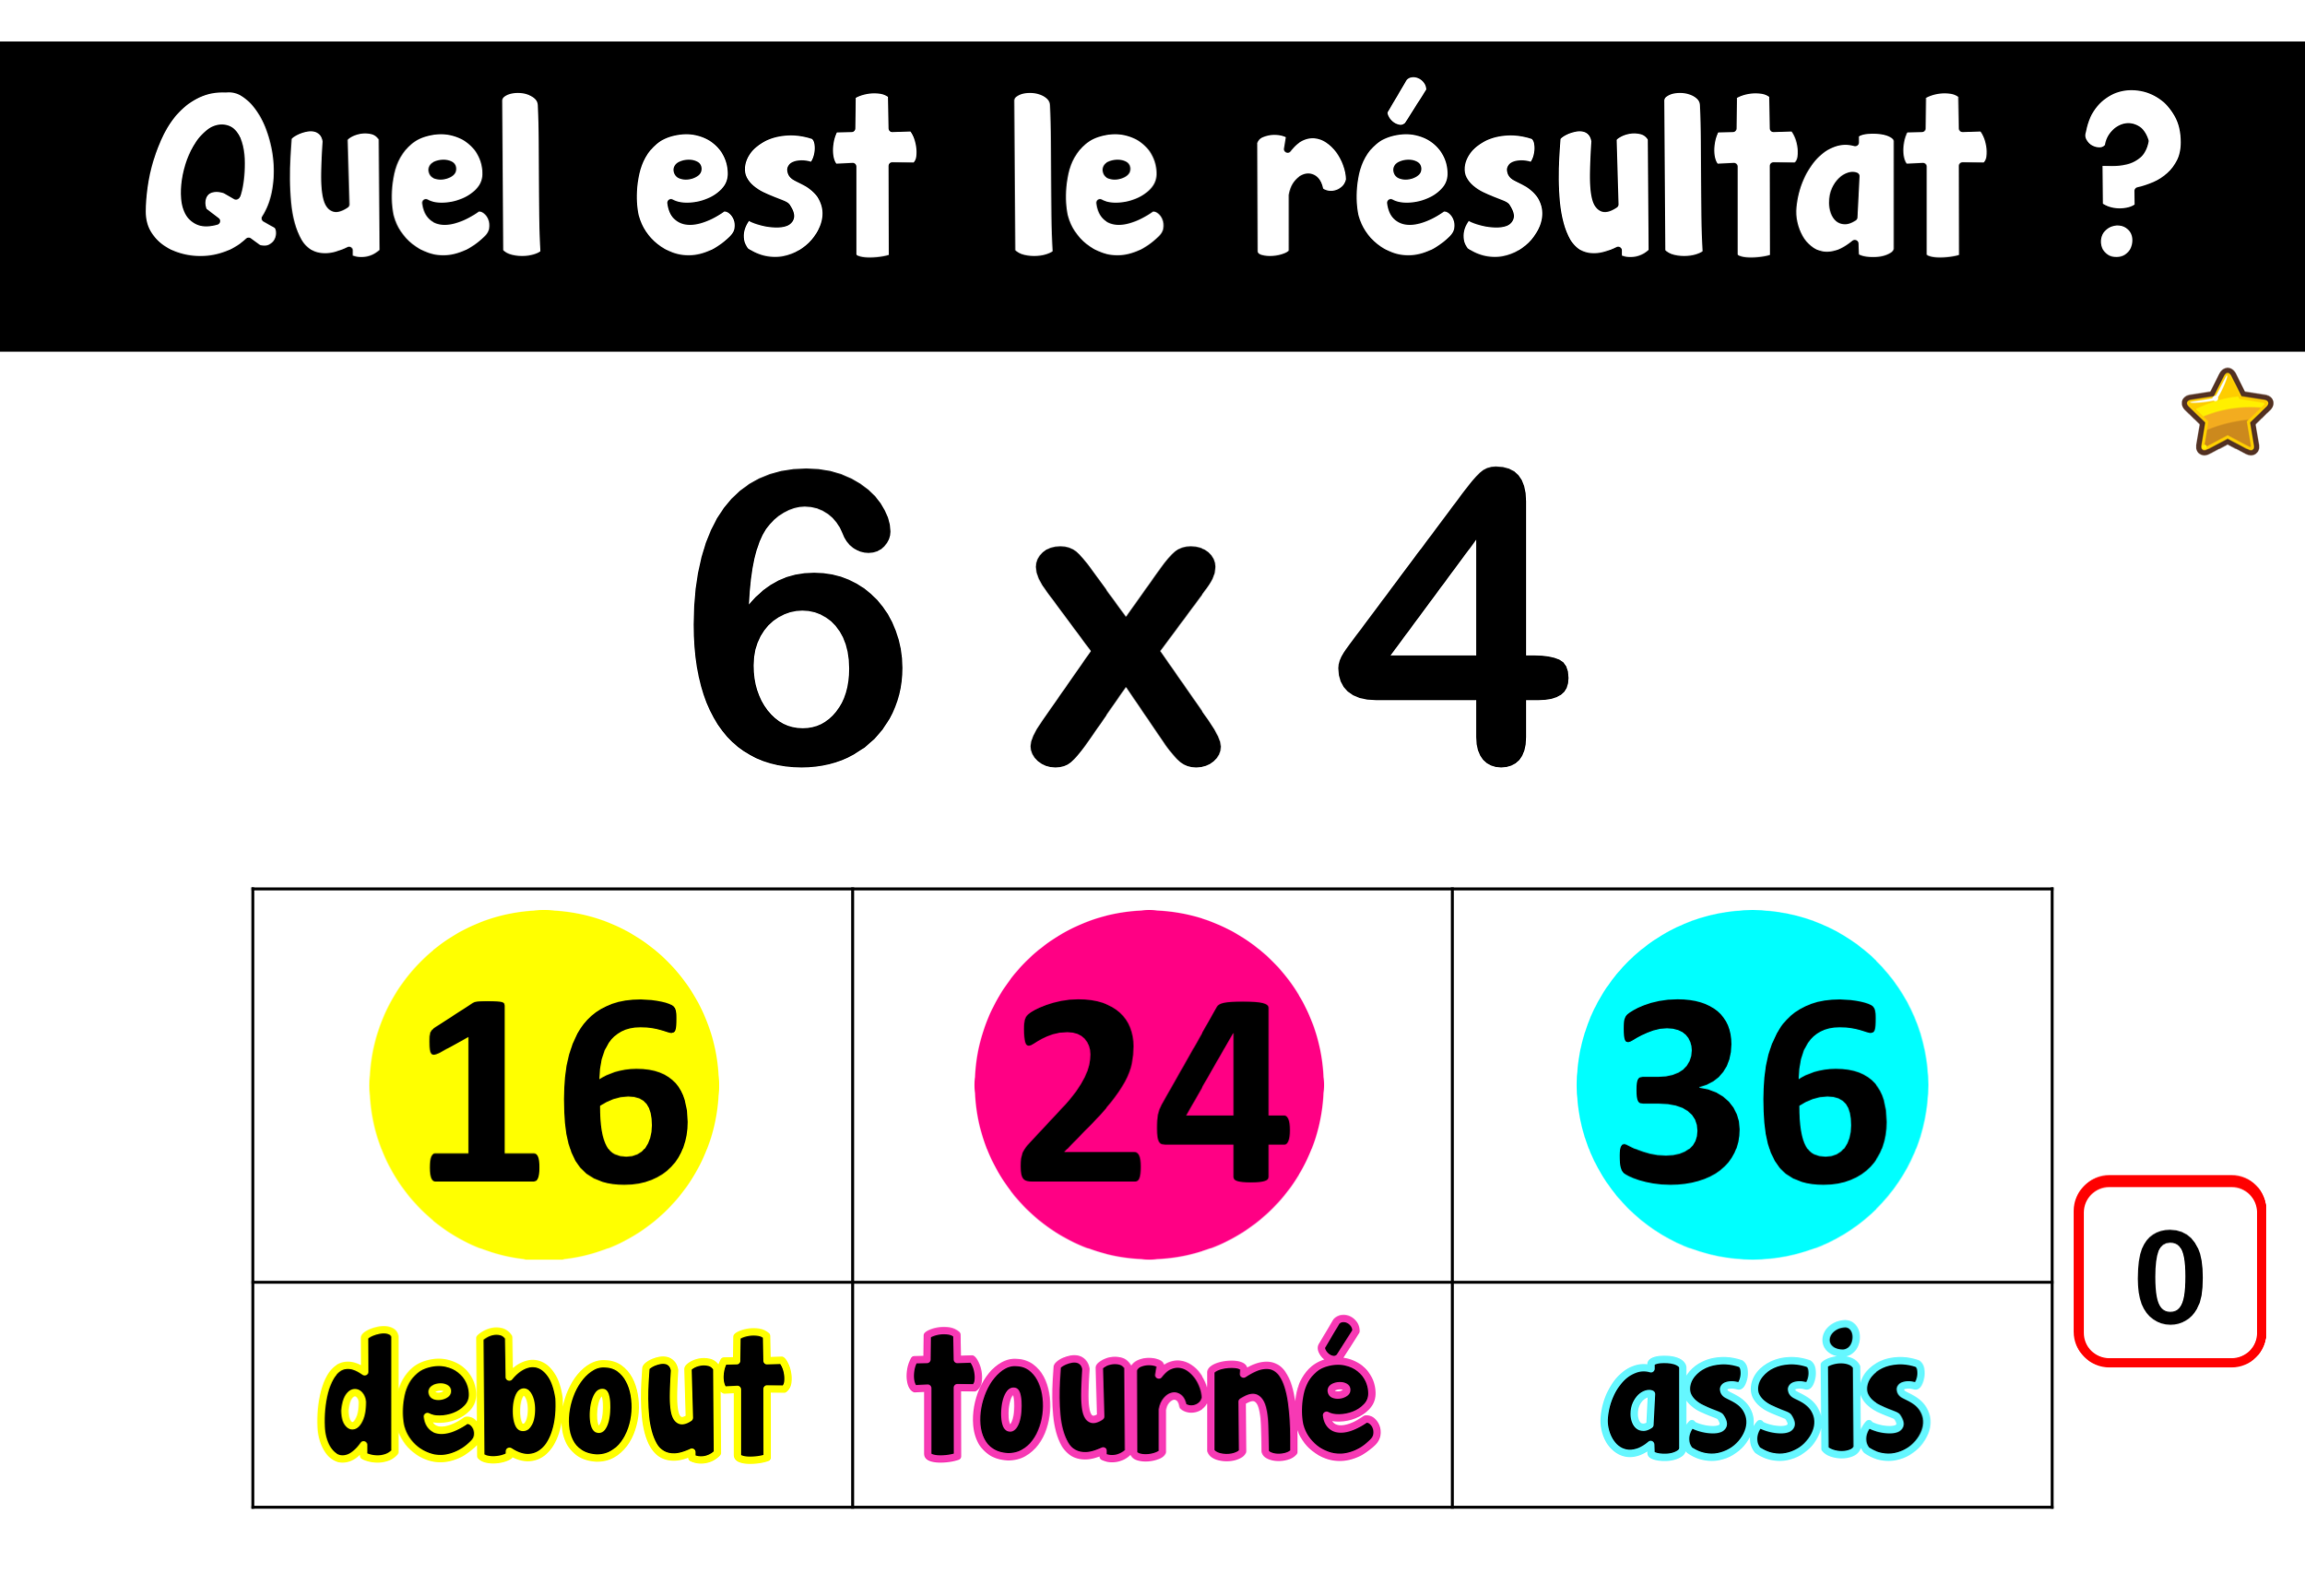 Quel est le résultat ?
6 x 4
16 24 36
0
debout tourné assis